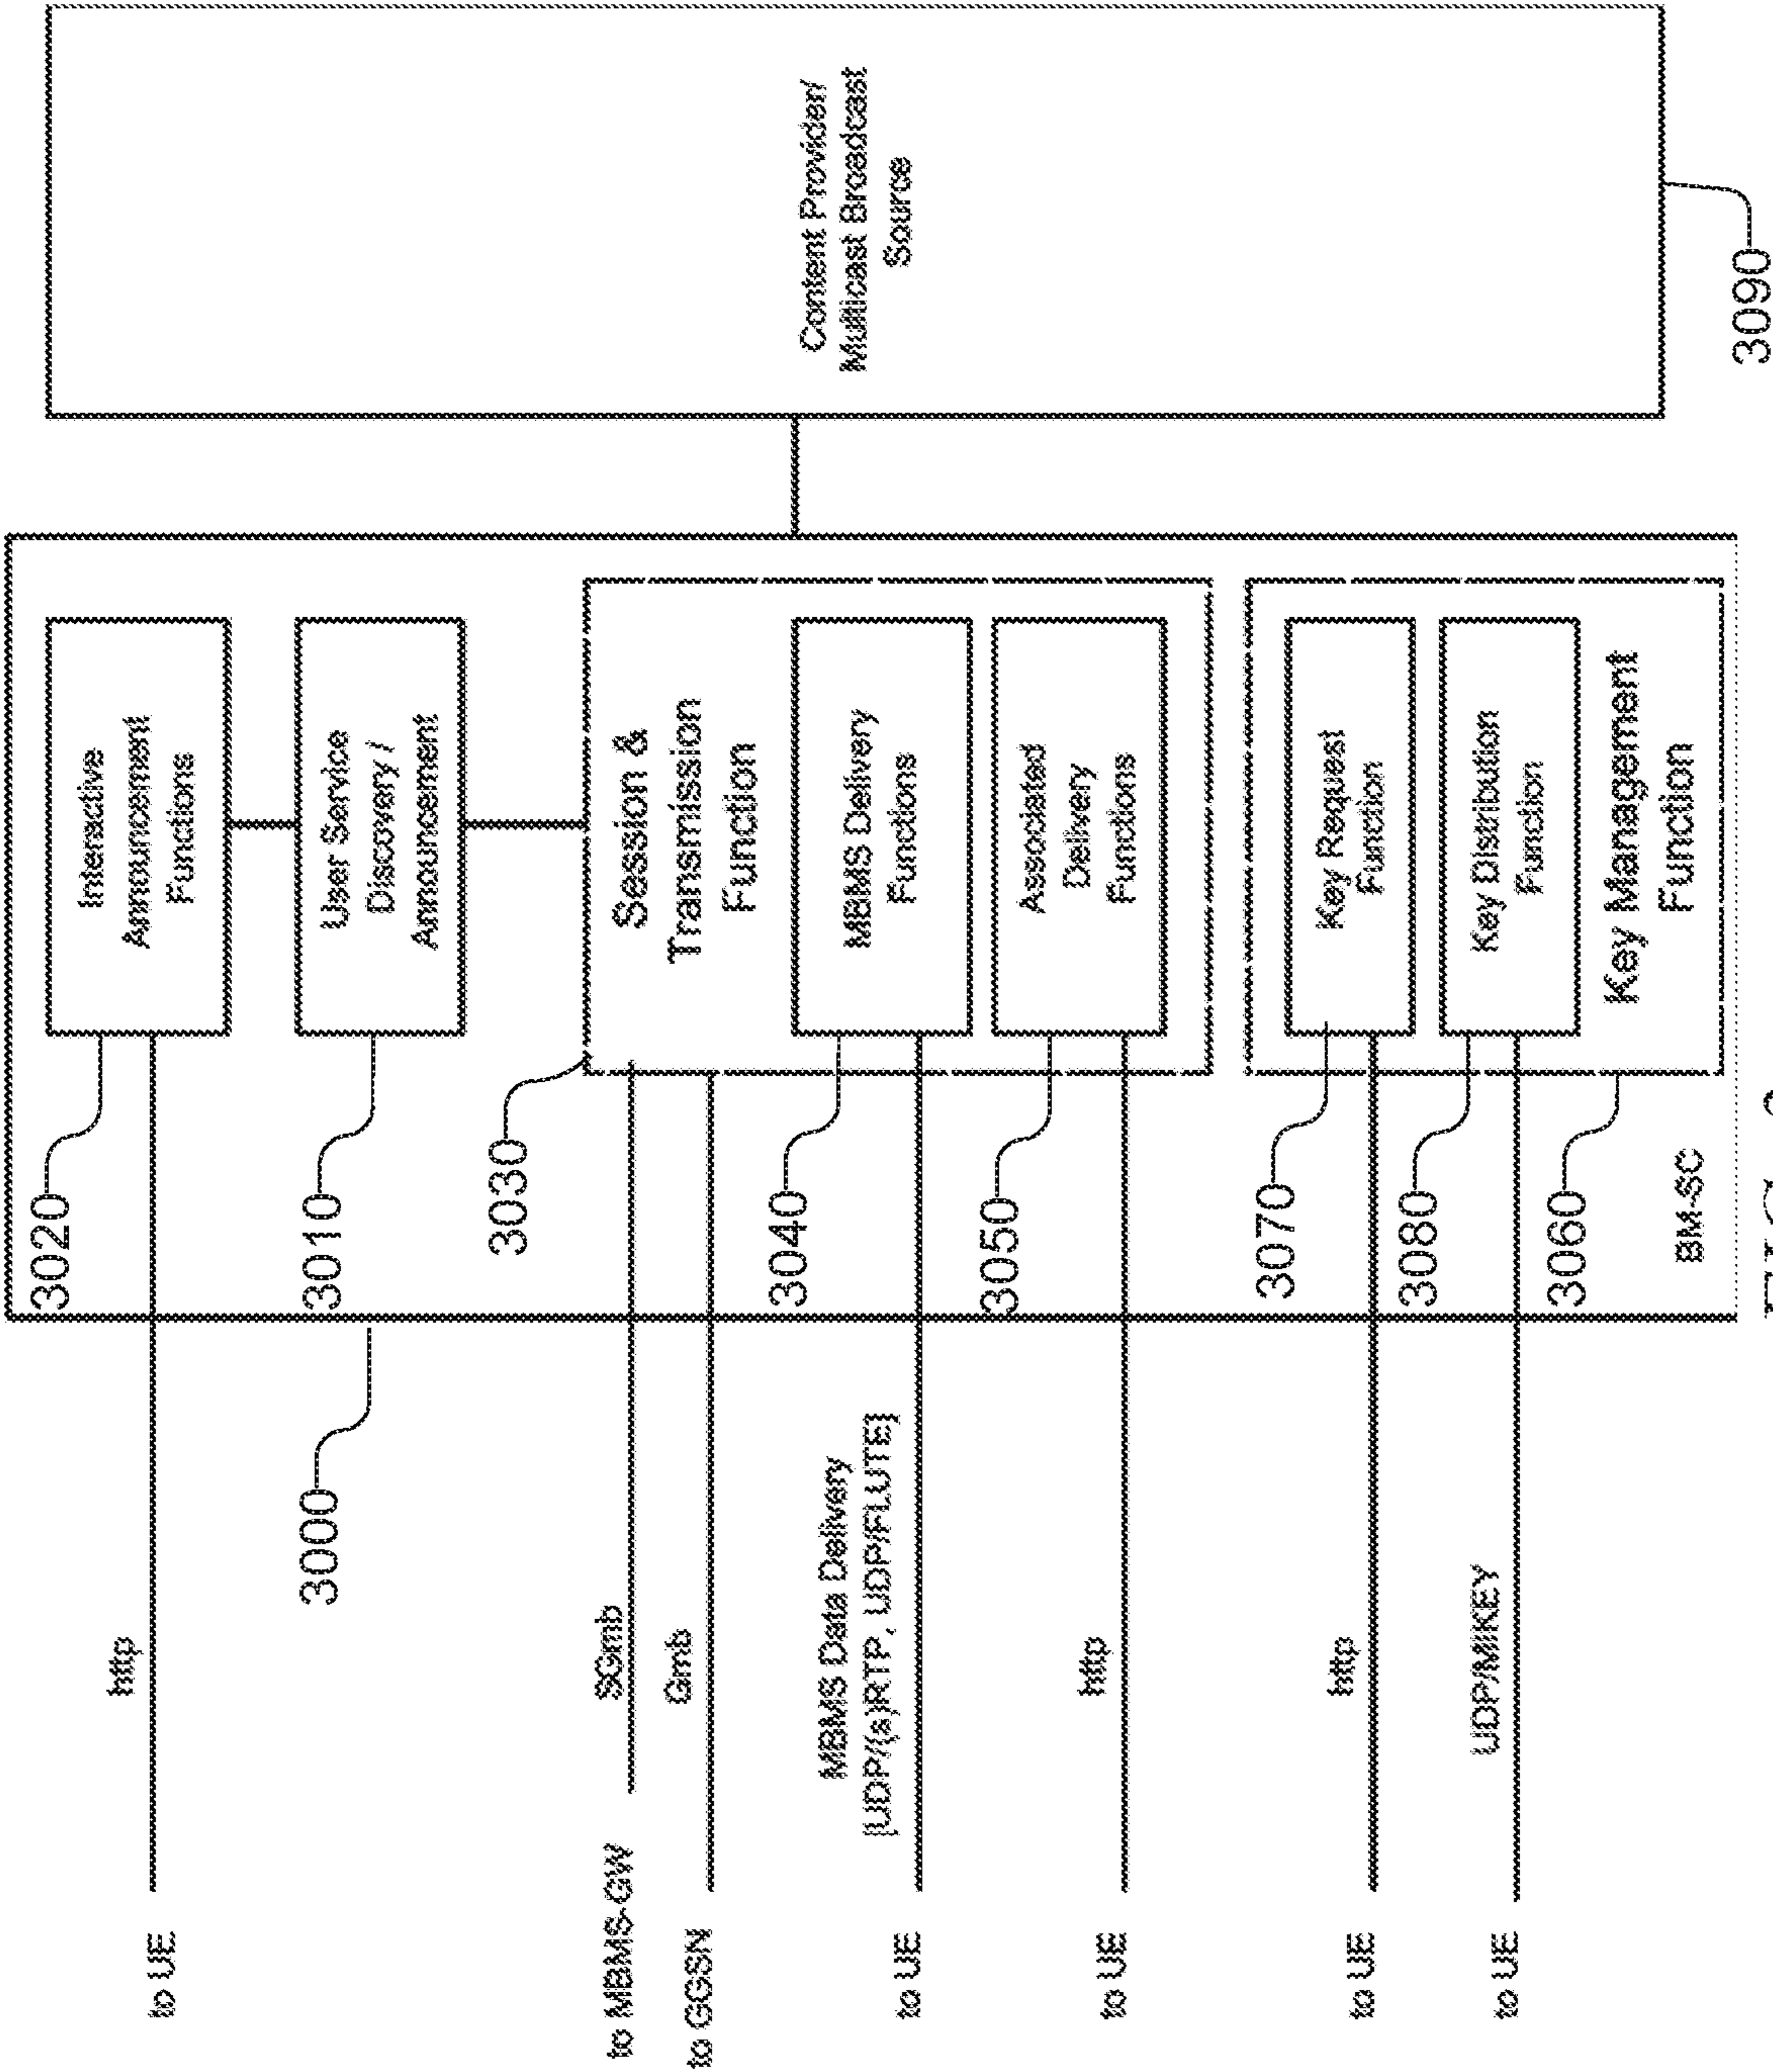 to UE
http
3020
Interactive
Announcement
Functions
3000
3010
User Service
Discovery /
Announcement
to MBMS-GW
SGmb
3030
Session &
Transmission
Function
to GGSN
Gmb
to UE
MBMS Data Delivery
[UDP/(s)RTP, UDP/FLUTE]
3040
MBMS Delivery
Functions
to UE
http
3050
Associated
Delivery
Functions
to UE
http
3070
Key Request
Function
to UE
UDP/MIKEY
3080
Key Distribution
Function
3060
Key Management
Function
BM-SC
Content Provider/
Multicast Broadcast
Source
3090